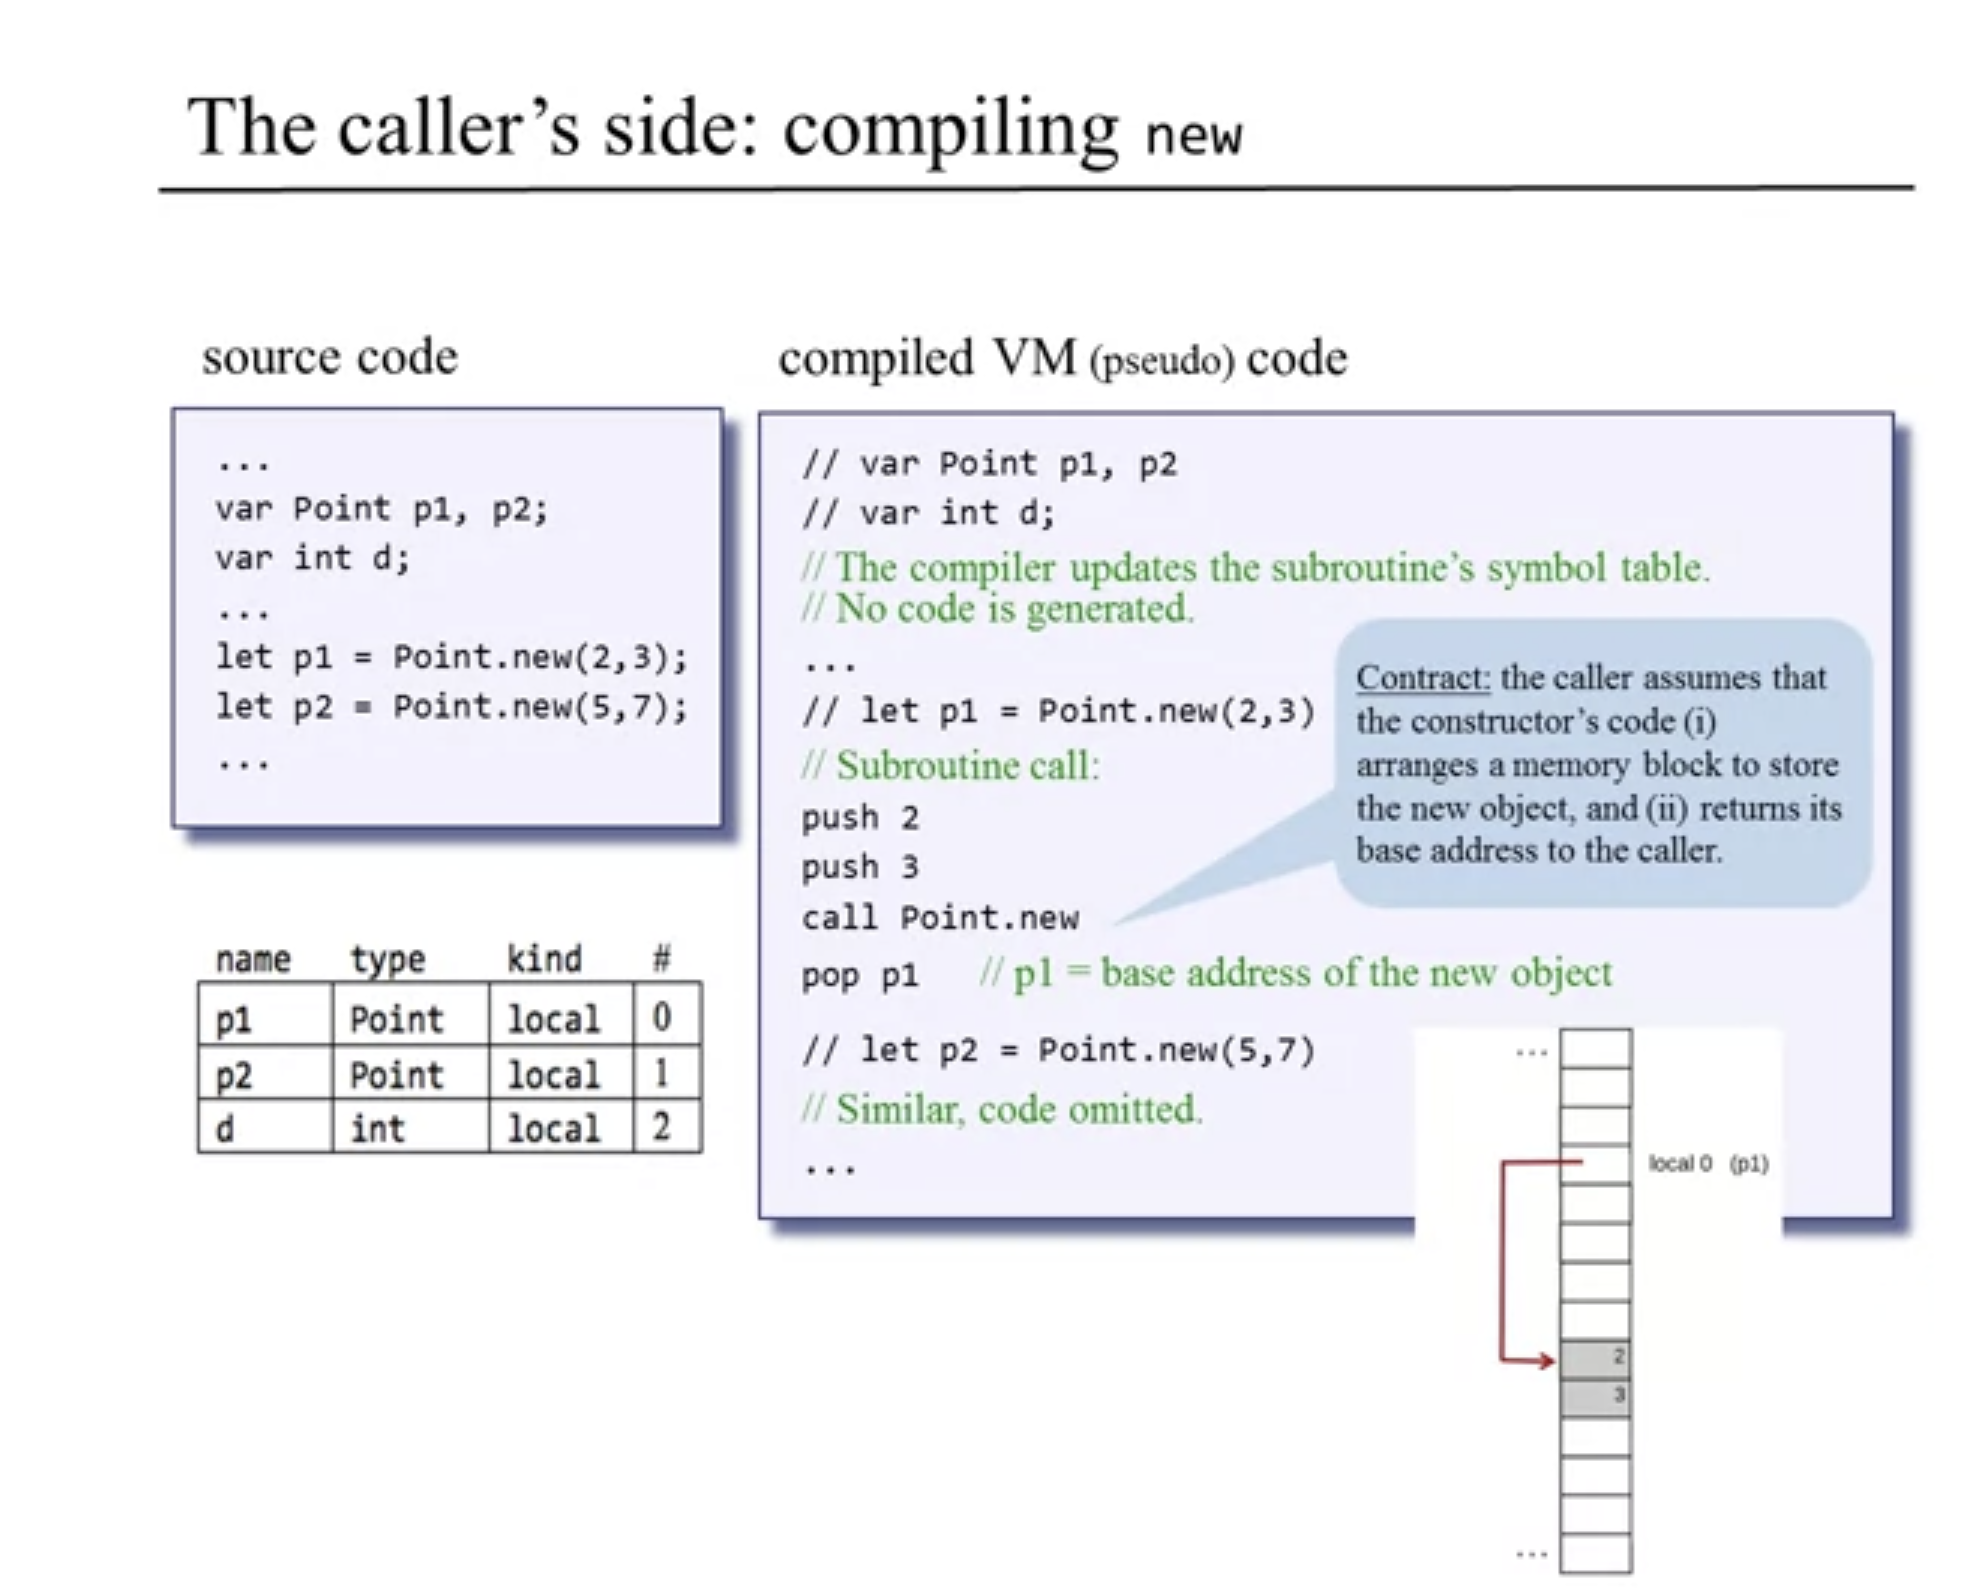 The caller’s side: compiling new
source code
...
var Point p1, p2;
var int d;
...
let p1 = Point.new(2,3);
let p2 = Point.new(5,7);
...
name type kind #
p1 Point local 0
p2 Point local 1
d int local 2
compiled VM (pseudo) code
// var Point p1, p2
// var int d;
// The compiler updates the subroutine’s symbol table.
// No code is generated.
...
// let p1 = Point.new(2,3)
// Subroutine call:
push 2
push 3
call Point.new
pop p1 // p1 = base address of the new object
// let p2 = Point.new(5,7)
// Similar, code omitted.
...
Contract: the caller assumes that
the constructor’s code (i)
arranges a memory block to store
the new object, and (ii) returns its
base address to the caller.
...
local 0 (p1)
2
3
...